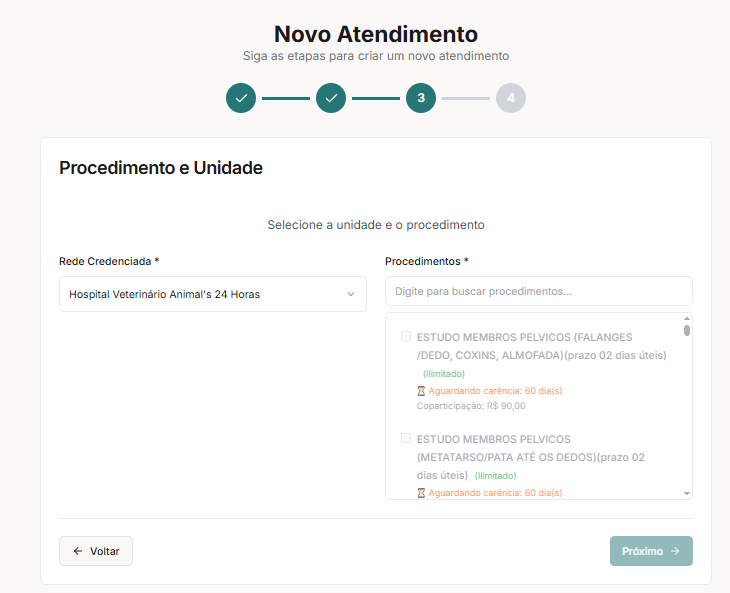 Novo Atendimento
Siga as etapas para criar um novo atendimento
3
4
Procedimento e Unidade
Selecione a unidade e o procedimento
Rede Credenciada *
Hospital Veterinário Animal's 24 Horas
Procedimentos *
Digite para buscar procedimentos...
ESTUDO MEMBROS PELVICOS (FALANGES
/DEDO, COXINS, ALMOFADA)(prazo 02 dias úteis)
(Ilimitado)
⏳ Aguardando carência: 60 dia(s)
Coparticipação: R$ 90,00
ESTUDO MEMBROS PELVICOS
(METATARSO/PATA ATÉ OS DEDOS)(prazo 02
dias úteis) (Ilimitado)
⏳ Aguardando carência: 60 dia(s)
← Voltar
Próximo →